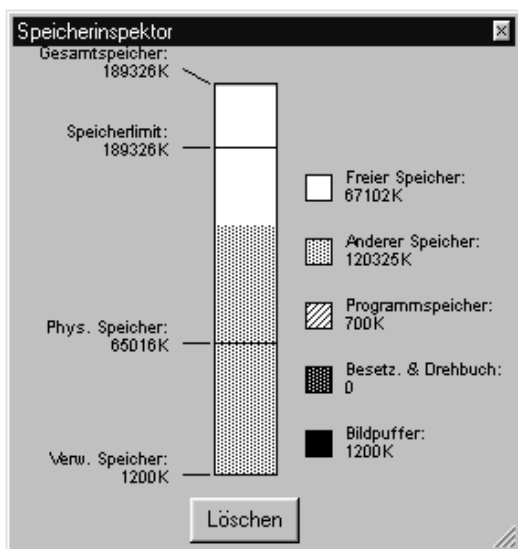 Speicherinspektor
Gesamtspeicher:
189326K
Speicherlimit:
189326K
Phys. Speicher:
65016K
Verw. Speicher:
1200K
Freier Speicher:
67102K
Anderer Speicher:
120325K
Programmspeicher:
700K
Besetz. & Drehbuch:
0
Bildpuffer:
1200K
Löschen